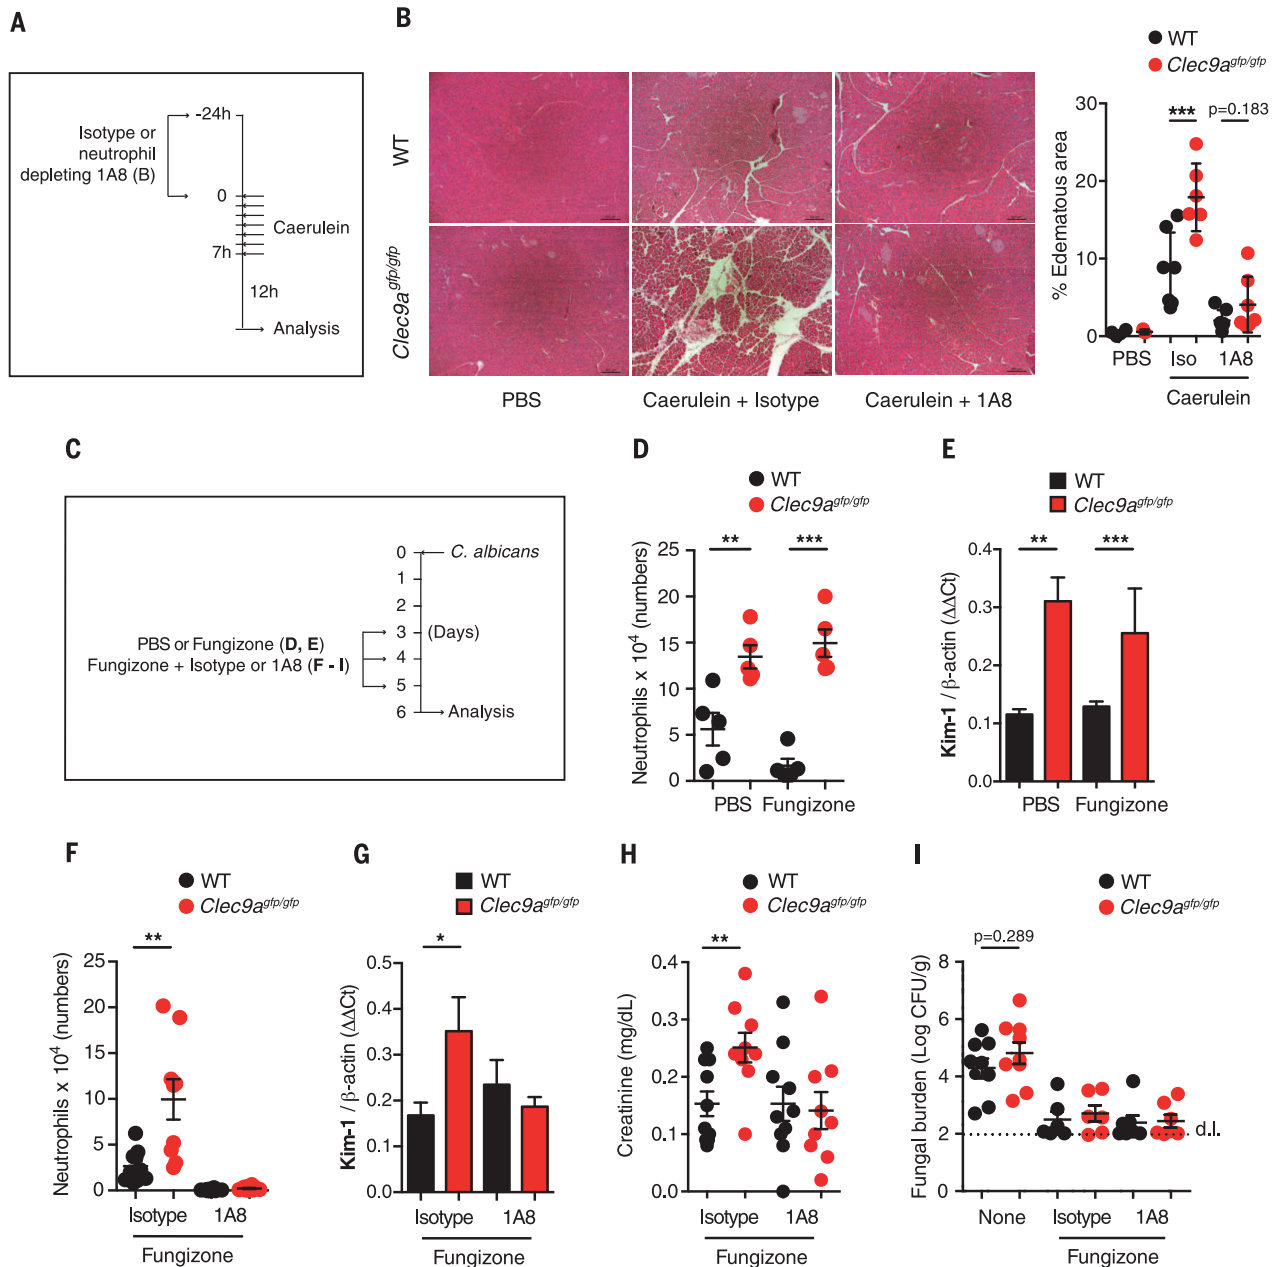 A
Isotype or
neutrophil
depleting 1A8 (B)
-24h
0
7h
12h
Caerulein
Analysis
B
WT
Clec9a^gfp/gfp
PBS
Caerulein + Isotype
Caerulein + 1A8
WT
Clec9a^gfp/gfp
% Edematous area
30
20
10
0
***
p=0.183
PBS
Iso
1A8
Caerulein
C
PBS or Fungizone (D, E)
Fungizone + Isotype or 1A8 (F - I)
0
1
2
3
4
5
6
C. albicans
(Days)
Analysis
D
WT
Clec9a^gfp/gfp
Neutrophils x 10⁴ (numbers)
25
20
15
10
5
0
**
***
PBS
Fungizone
E
WT
Clec9a^gfp/gfp
Kim-1 / β-actin (ΔΔCt)
0.4
0.3
0.2
0.1
0.0
**
***
PBS
Fungizone
F
WT
Clec9a^gfp/gfp
Neutrophils x 10⁴ (numbers)
25
20
15
10
5
0
**
Isotype
1A8
Fungizone
G
WT
Clec9a^gfp/gfp
Kim-1 / β-actin (ΔΔCt)
0.5
0.4
0.3
0.2
0.1
0.0
*
Isotype
1A8
Fungizone
H
WT
Clec9a^gfp/gfp
Creatinine (mg/dL)
0.4
0.3
0.2
0.1
0.0
**
Isotype
1A8
Fungizone
I
WT
Clec9a^gfp/gfp
Fungal burden (Log CFU/g)
8
6
4
2
0
p=0.289
d.l.
None
Isotype
1A8
Fungizone